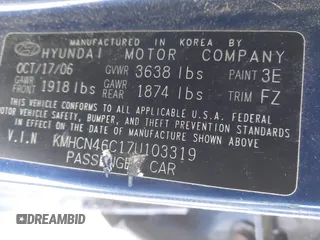 MANUFACTURED IN KOREA BY
HYUNDAI MOTOR COMPANY
OCT/17/06 GVWR 3638 lbs PAINT 3E
GAWR FRONT 1918 lbs GAWR REAR 1874 lbs TRIM FZ
THIS VEHICLE CONFORMS TO ALL APPLICABLE U.S.A. FEDERAL
MOTOR VEHICLE SAFETY, BUMPER, AND THEFT PREVENTION
STANDARDS IN EFFECT ON THE DATE OF MANUFACTURE SHOWN ABOVE.
V.I.N KMHCN46C17U103319
PASSENGER CAR
DREAMBID